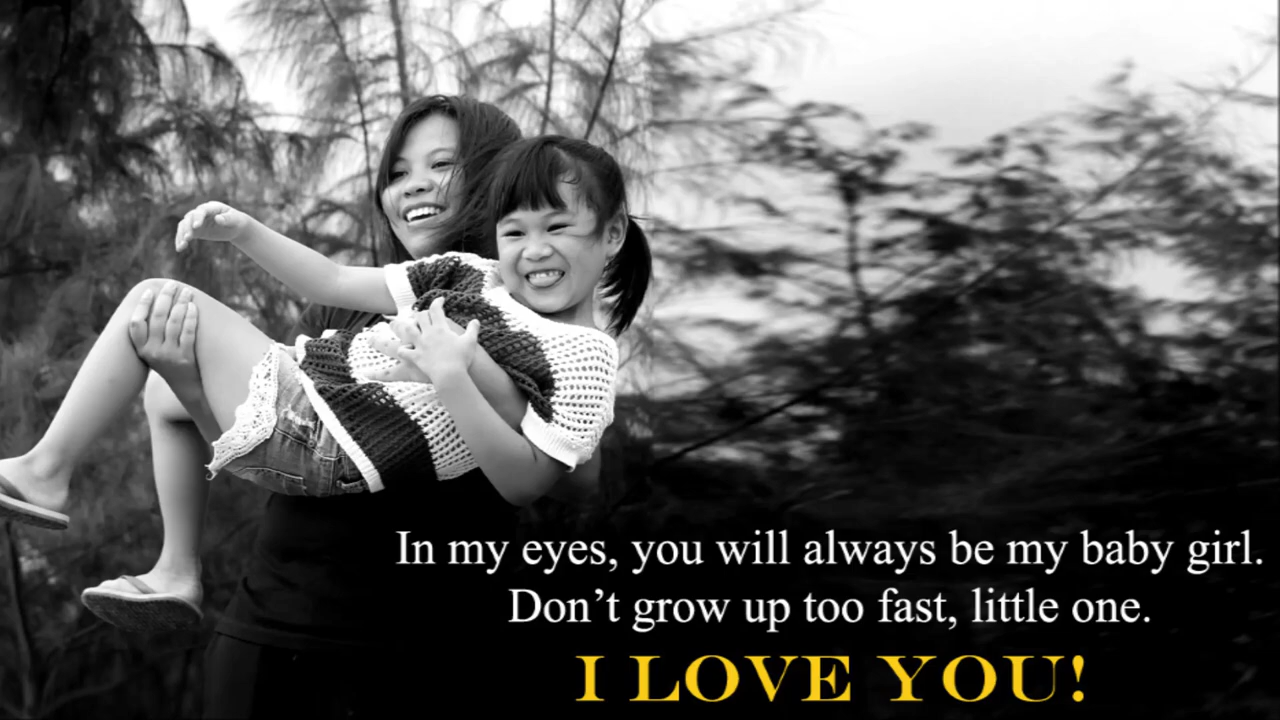 In my eyes, you will always be my baby girl.
Don’t grow up too fast, little one.
I LOVE YOU!